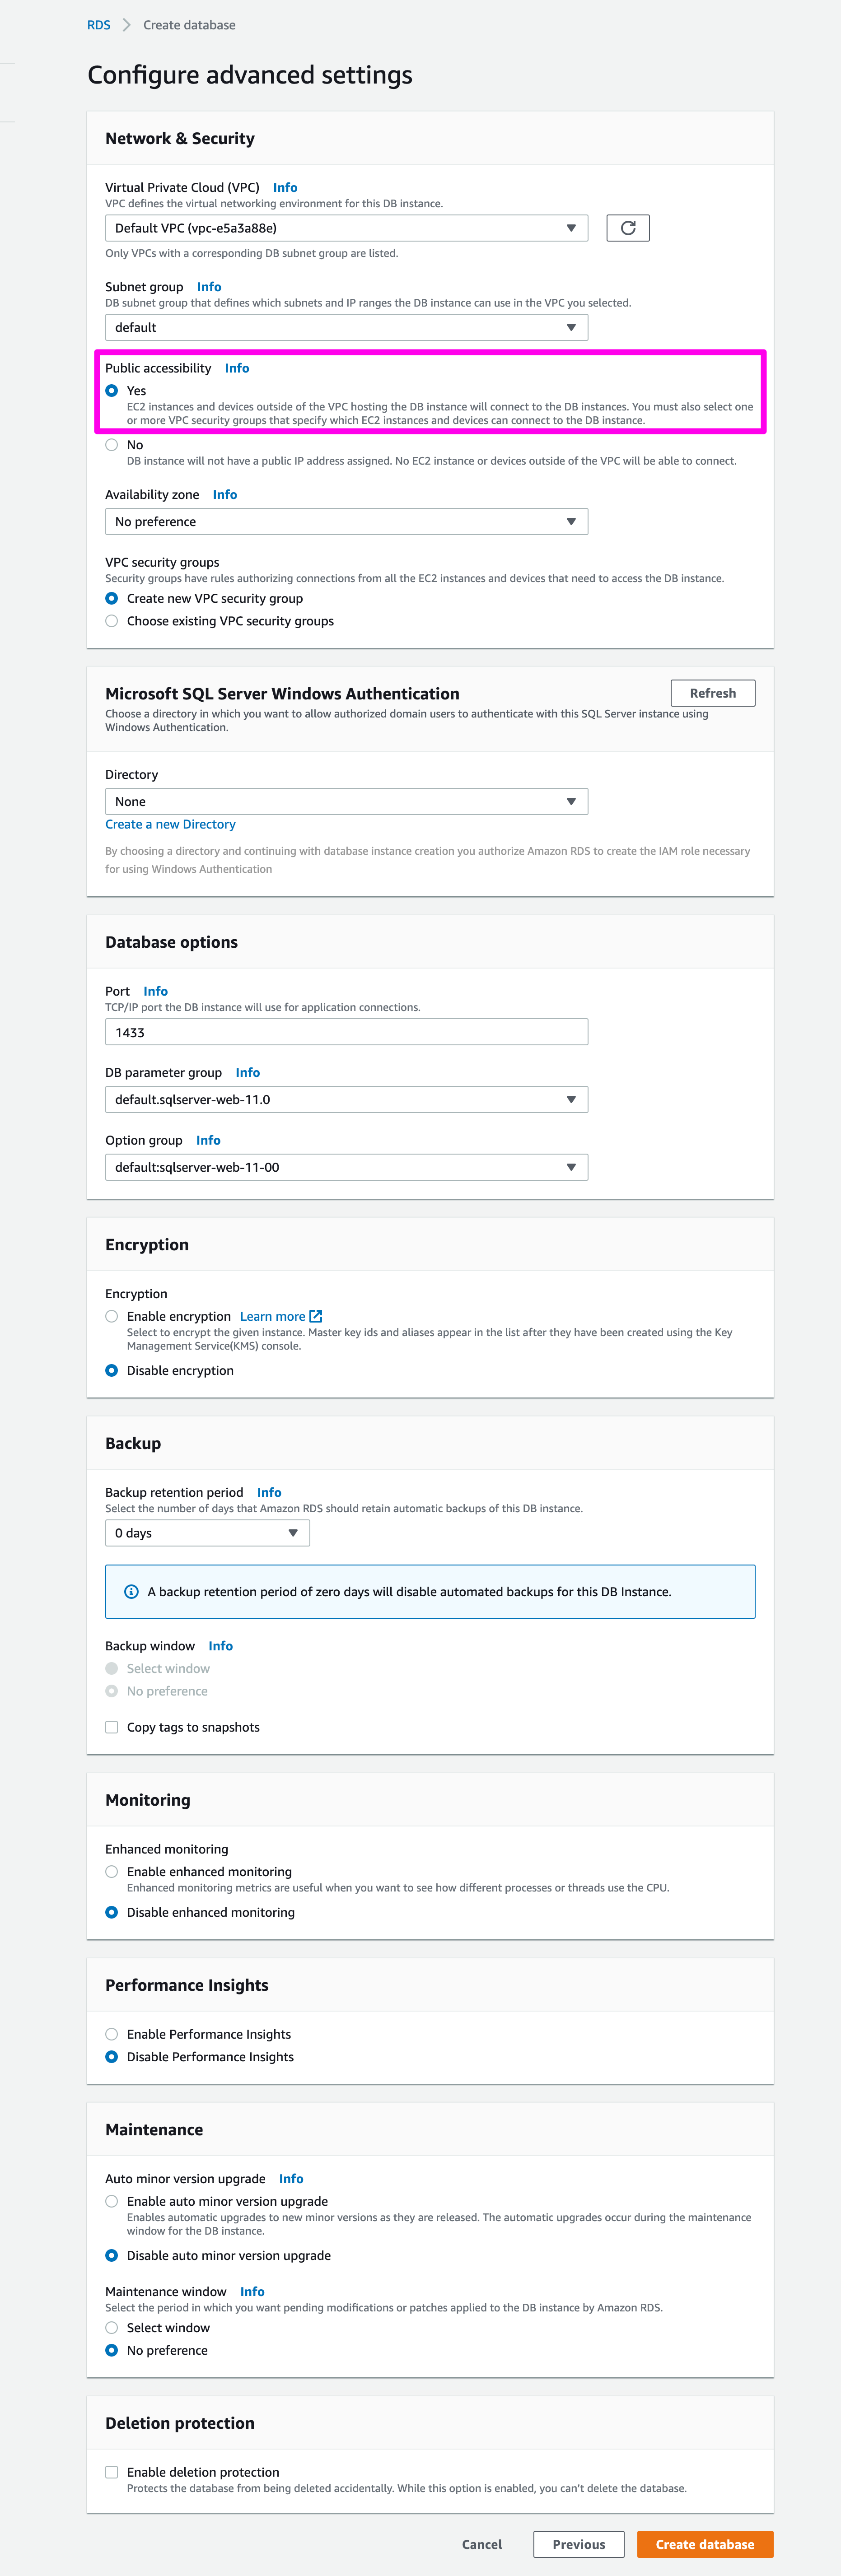 RDS > Create database
Configure advanced settings
Network & Security
Virtual Private Cloud (VPC) Info
VPC defines the virtual networking environment for this DB instance.
Default VPC (vpc-e5a3a88e)
Only VPCs with a corresponding DB subnet group are listed.
Subnet group Info
DB subnet group that defines which subnets and IP ranges the DB instance can use in the VPC you selected.
default
Public accessibility Info
Yes
EC2 instances and devices outside of the VPC hosting the DB instance will connect to the DB instances. You must also select one
or more VPC security groups that specify which EC2 instances and devices can connect to the DB instance.
No
DB instance will not have a public IP address assigned. No EC2 instance or devices outside of the VPC will be able to connect.
Availability zone Info
No preference
VPC security groups
Security groups have rules authorizing connections from all the EC2 instances and devices that need to access the DB instance.
Create new VPC security group
Choose existing VPC security groups
Microsoft SQL Server Windows Authentication
Refresh
Choose a directory in which you want to allow authorized domain users to authenticate with this SQL Server instance using
Windows Authentication.
Directory
None
Create a new Directory
By choosing a directory and continuing with database instance creation you authorize Amazon RDS to create the IAM role necessary
for using Windows Authentication
Database options
Port Info
TCP/IP port the DB instance will use for application connections.
1433
DB parameter group Info
default.sqlserver-web-11.0
Option group Info
default:sqlserver-web-11-00
Encryption
Encryption
Enable encryption Learn more
Select to encrypt the given instance. Master key ids and aliases appear in the list after they have been created using the Key
Management Service(KMS) console.
Disable encryption
Backup
Backup retention period Info
Select the number of days that Amazon RDS should retain automatic backups of this DB instance.
0 days
A backup retention period of zero days will disable automated backups for this DB Instance.
Backup window Info
Select window
No preference
Copy tags to snapshots
Monitoring
Enhanced monitoring
Enable enhanced monitoring
Enhanced monitoring metrics are useful when you want to see how different processes or threads use the CPU.
Disable enhanced monitoring
Performance Insights
Enable Performance Insights
Disable Performance Insights
Maintenance
Auto minor version upgrade Info
Enable auto minor version upgrade
Enables automatic upgrades to new minor versions as they are released. The automatic upgrades occur during the maintenance
window for the DB instance.
Disable auto minor version upgrade
Maintenance window Info
Select the period in which you want pending modifications or patches applied to the DB instance by Amazon RDS.
Select window
No preference
Deletion protection
Enable deletion protection
Protects the database from being deleted accidentally. While this option is enabled, you can't delete the database.
Cancel Previous Create database